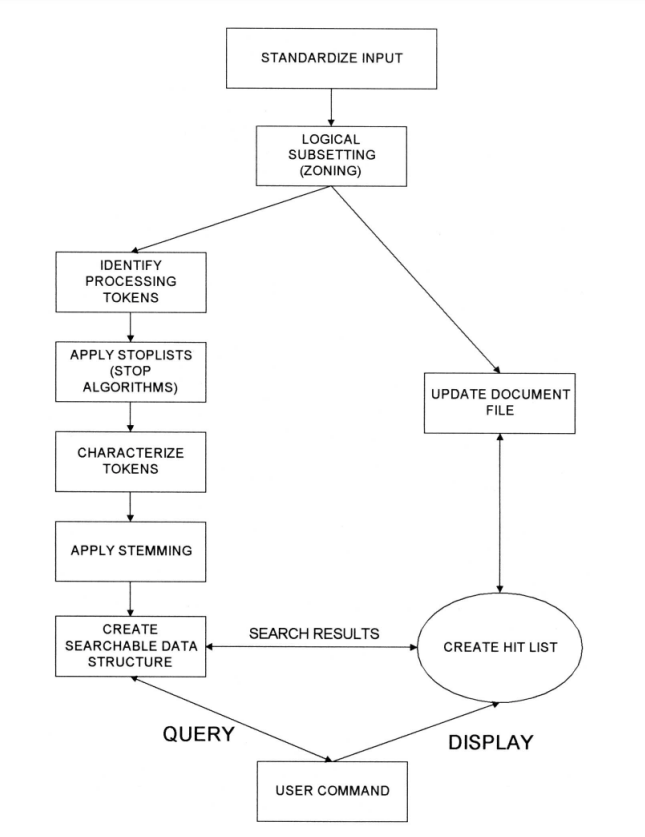 STANDARDIZE INPUT
LOGICAL
SUBSETTING
(ZONING)
IDENTIFY
PROCESSING
TOKENS
APPLY STOPLISTS
(STOP
ALGORITHMS)
UPDATE DOCUMENT
FILE
CHARACTERIZE
TOKENS
APPLY STEMMING
CREATE
SEARCHABLE DATA
STRUCTURE
SEARCH RESULTS
CREATE HIT LIST
QUERY
DISPLAY
USER COMMAND